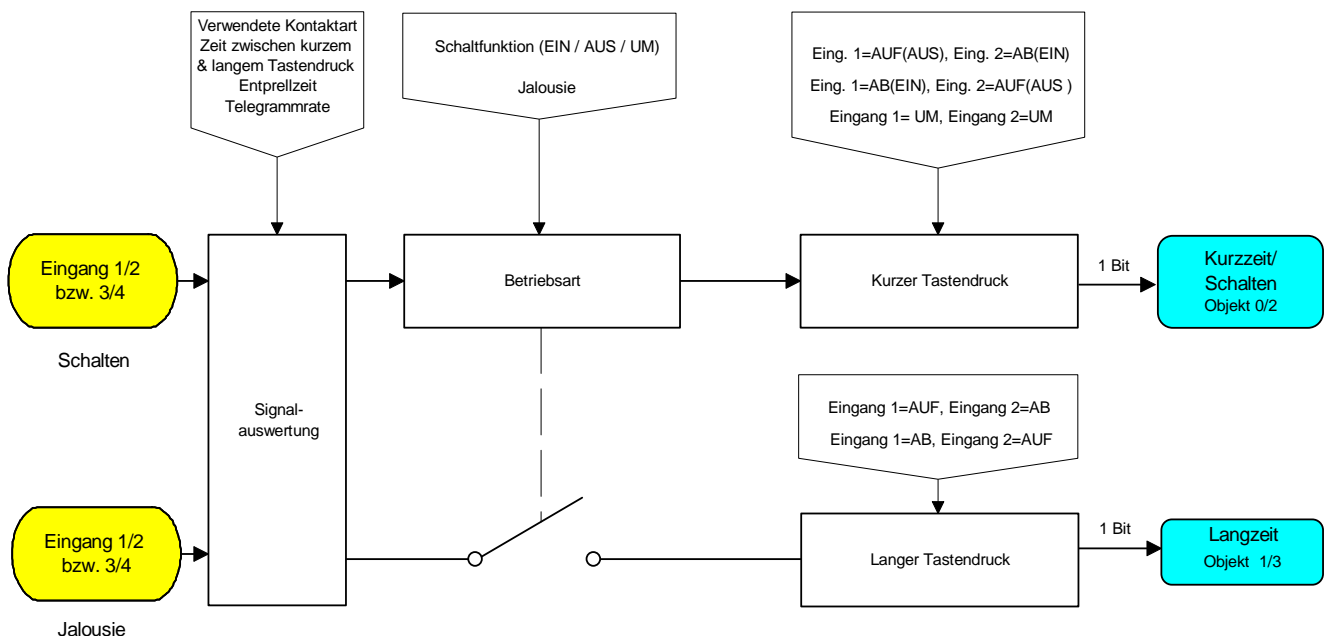 Verwendete Kontaktart
Zeit zwischen kurzem
& langem Tastendruck
Entprellzeit
Telegrammrate
Schaltfunktion (EIN / AUS / UM)
Jalousie
Eing. 1=AUF(AUS), Eing. 2=AB(EIN)
Eing. 1=AB(EIN), Eing. 2=AUF(AUS )
Eingang 1= UM, Eingang 2=UM
Eingang 1/2
bzw. 3/4
Schalten
Betriebsart
Kurzer Tastendruck
1 Bit
Kurzzeit/
Schalten
Objekt 0/2
Signal-
auswertung
Eingang 1=AUF, Eingang 2=AB
Eingang 1=AB, Eingang 2=AUF
Eingang 1/2
bzw. 3/4
Jalousie
Langer Tastendruck
1 Bit
Langzeit
Objekt 1/3